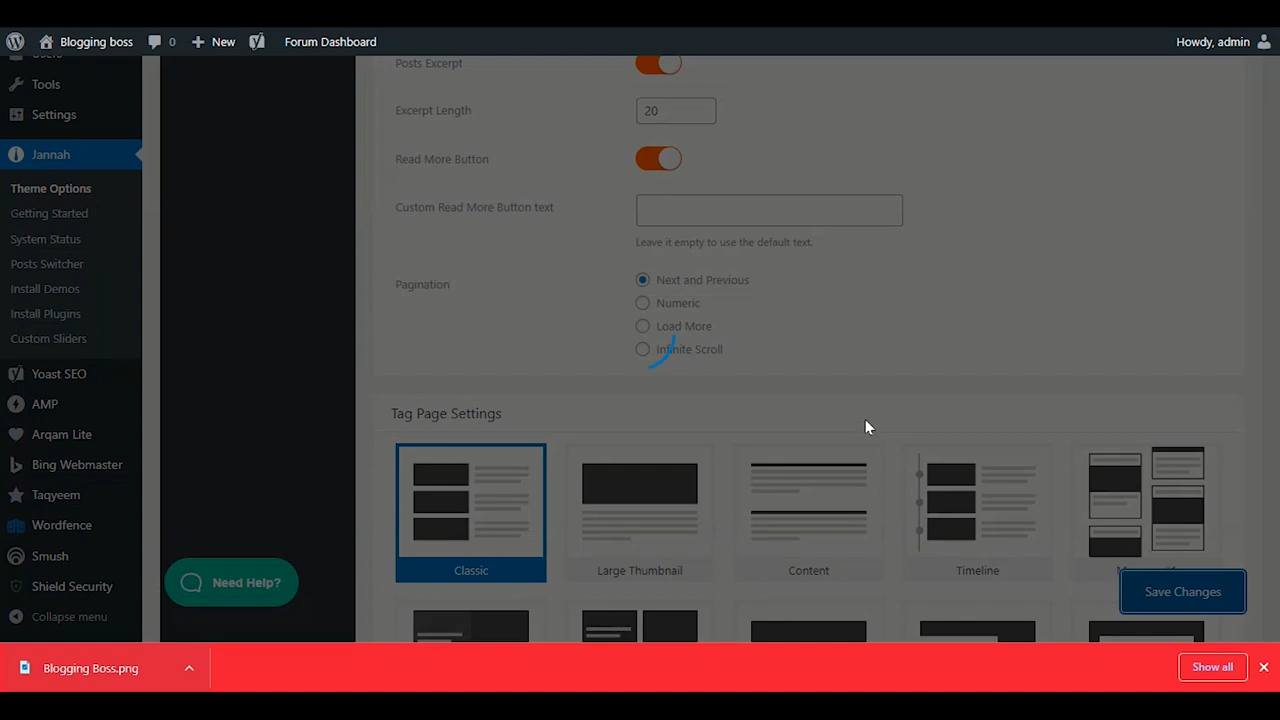 Blogging boss
0
New
Forum Dashboard
Howdy, admin
Users
Tools
Settings
Jannah
Theme Options
Getting Started
System Status
Posts Switcher
Install Demos
Install Plugins
Custom Sliders
Yoast SEO
AMP
Arqam Lite
Bing Webmaster
Taqyeem
Wordfence
Smush
Shield Security
Collapse menu
Need Help?
Posts Excerpt
Excerpt Length
20
Read More Button
Custom Read More Button text
Leave it empty to use the default text.
Pagination
Next and Previous
Numeric
Load More
Infinite Scroll
Tag Page Settings
Classic
Large Thumbnail
Content
Timeline
Save Changes
Blogging Boss.png
Show all